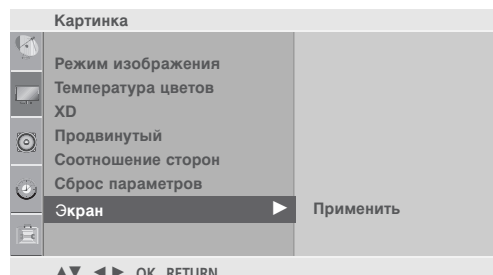 Картинка
Режим изображения
Температура цветов
XD
Продвинутый
Соотношение сторон
Сброс параметров
Экран ▶ Применить
▲▼ ◀ ▶ OK RETURN